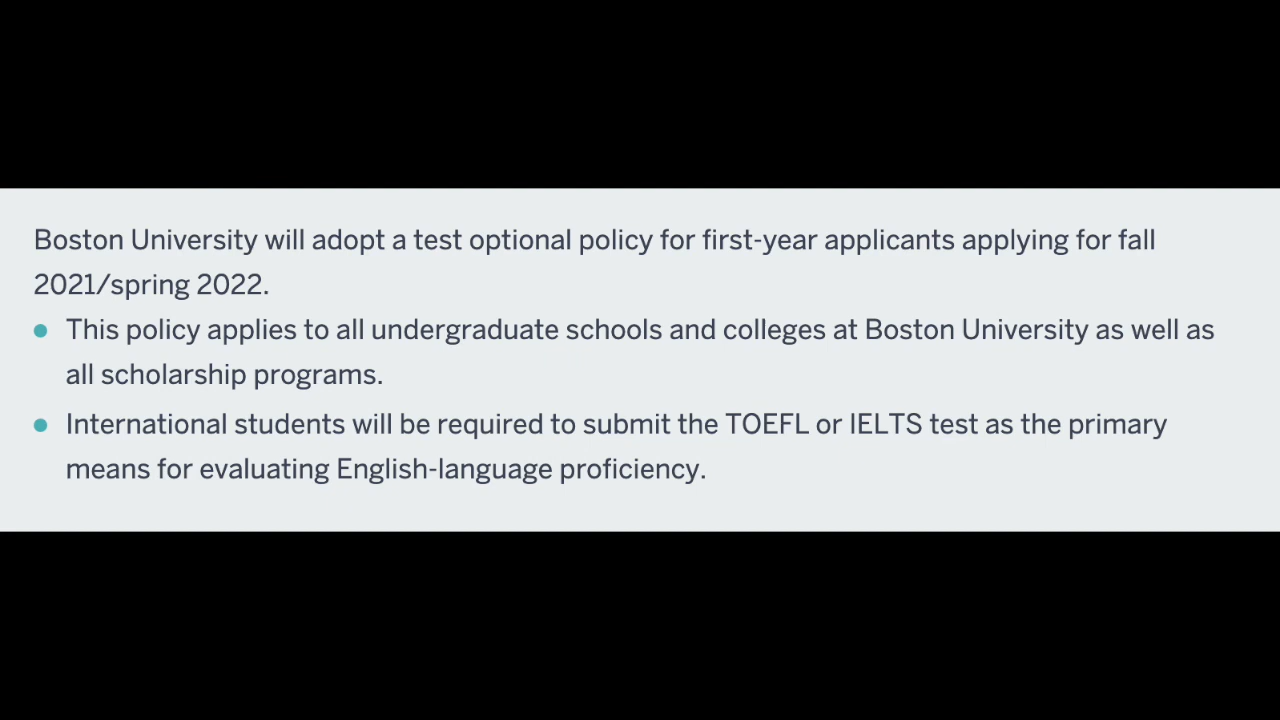 Boston University will adopt a test optional policy for first-year applicants applying for fall
2021/spring 2022.
This policy applies to all undergraduate schools and colleges at Boston University as well as
all scholarship programs.
International students will be required to submit the TOEFL or IELTS test as the primary
means for evaluating English-language proficiency.